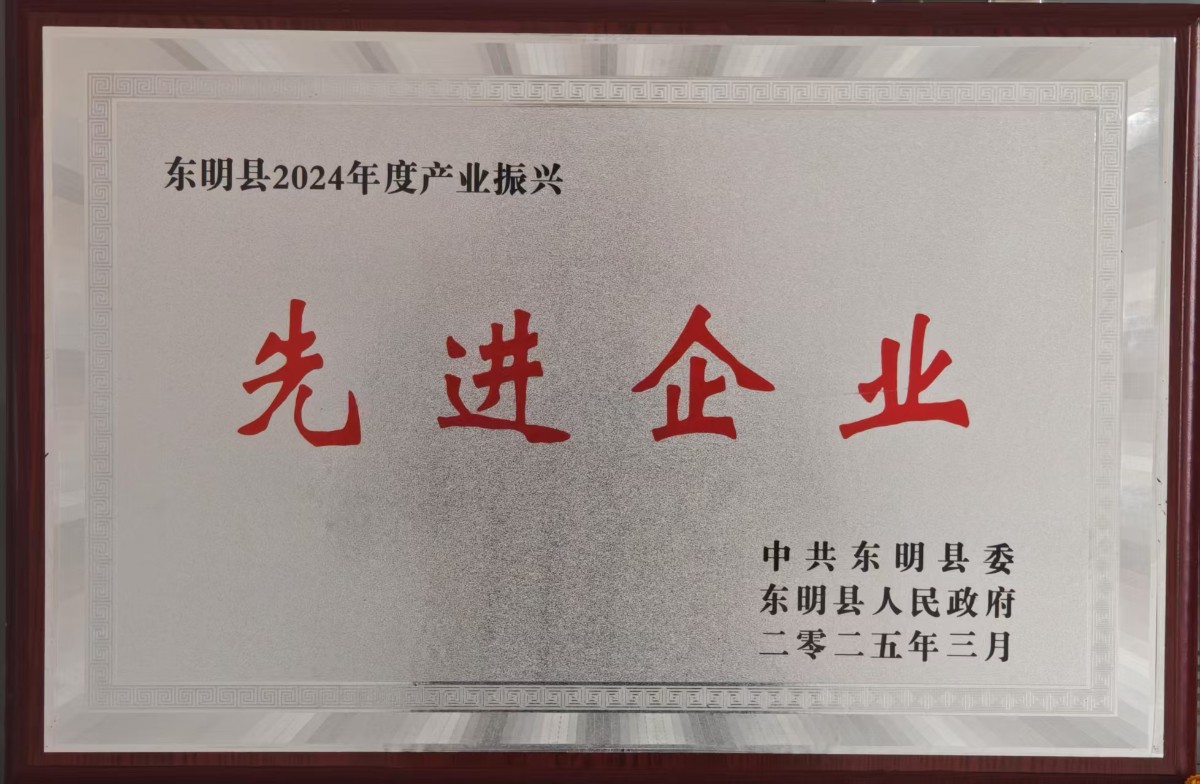 东明县2024年度产业振兴
先进企业
中共东明县委
东明县人民政府
二零二五年三月